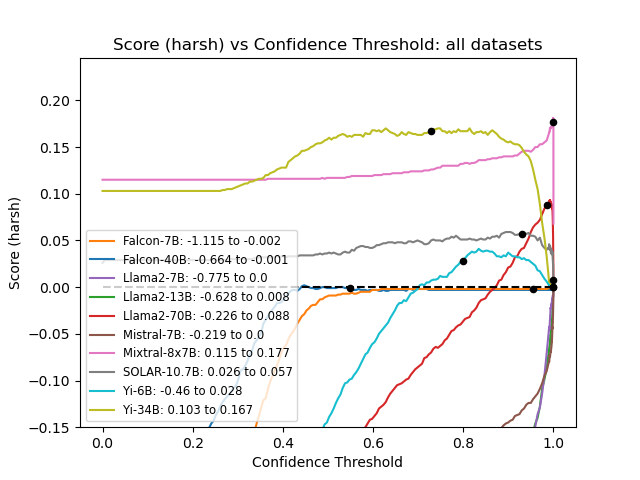 Score (harsh) vs Confidence Threshold: all datasets
Score (harsh)
0.20
0.15
0.10
0.05
0.00
−0.05
−0.10
−0.15
Falcon-7B: -1.115 to -0.002
Falcon-40B: -0.664 to -0.001
Llama2-7B: -0.775 to 0.0
Llama2-13B: -0.628 to 0.008
Llama2-70B: -0.226 to 0.088
Mistral-7B: -0.219 to 0.0
Mixtral-8x7B: 0.115 to 0.177
SOLAR-10.7B: 0.026 to 0.057
Yi-6B: -0.46 to 0.028
Yi-34B: 0.103 to 0.167
0.0 0.2 0.4 0.6 0.8 1.0
Confidence Threshold